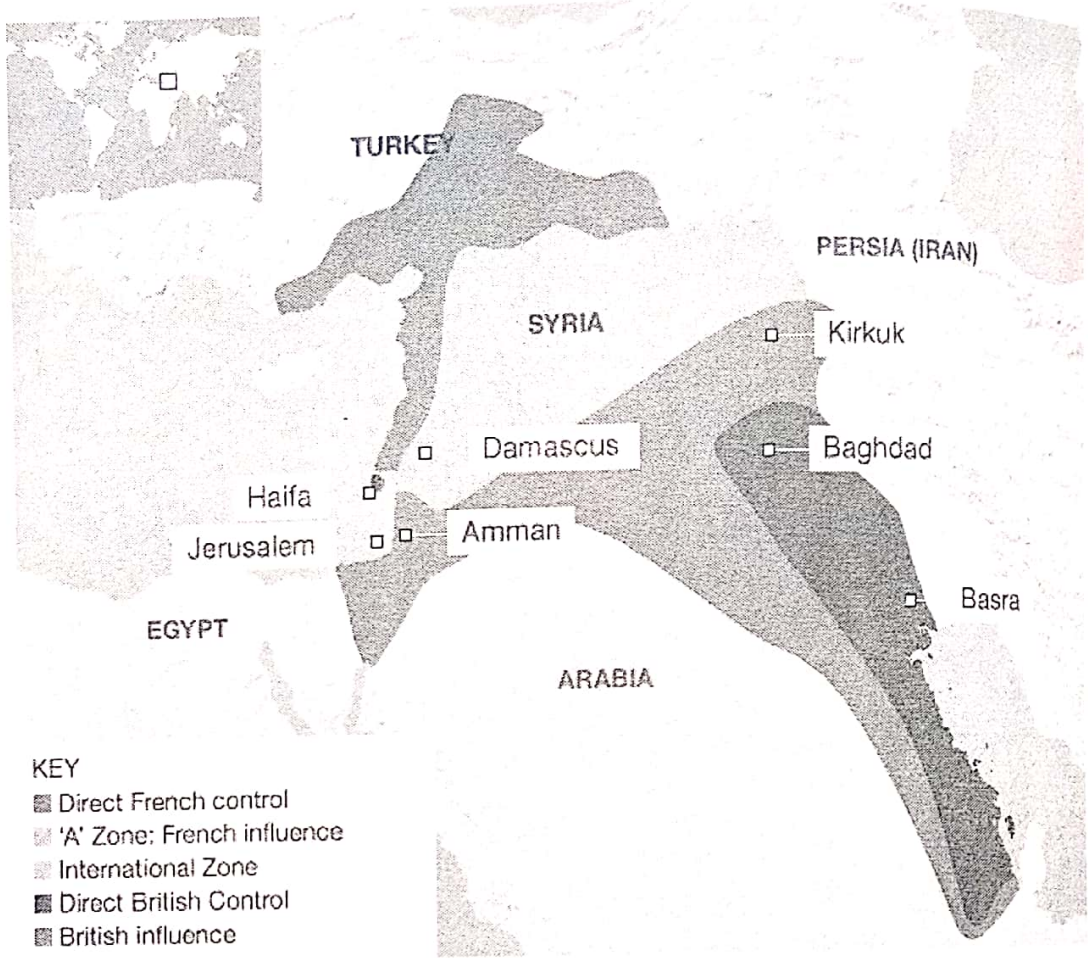 TURKEY
PERSIA (IRAN)
SYRIA
Kirkuk
Damascus
Baghdad
Haifa
Jerusalem
Amman
Basra
EGYPT
ARABIA
KEY
Direct French control
'A' Zone: French influence
International Zone
Direct British Control
British influence